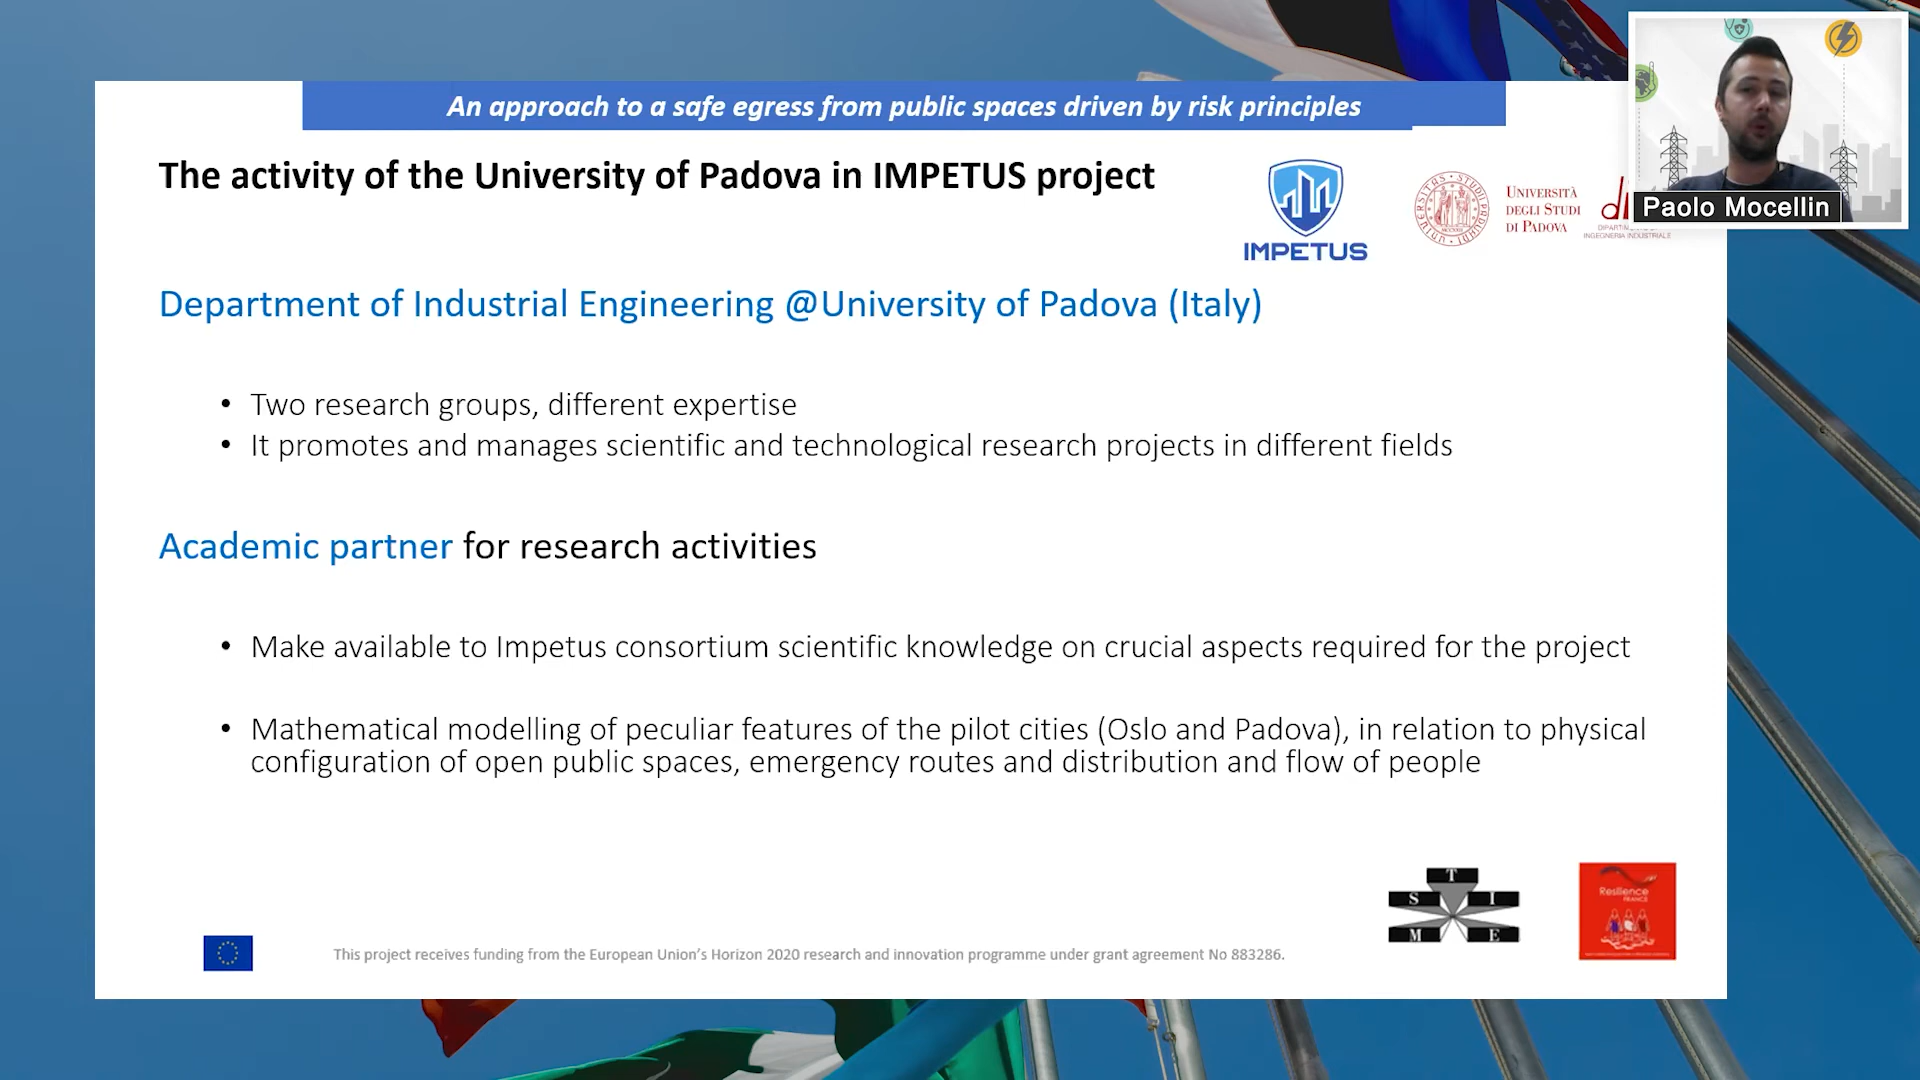 An approach to a safe egress from public spaces driven by risk principles
The activity of the University of Padova in IMPETUS project
IMPETUS
UNIVERSITÀ
DEGLI STUDI
DI PADOVA
INGEGNERIA INDUSTRIALE
Paolo Mocellin
Department of Industrial Engineering @University of Padova (Italy)
• Two research groups, different expertise
• It promotes and manages scientific and technological research projects in different fields
Academic partner for research activities
• Make available to Impetus consortium scientific knowledge on crucial aspects required for the project
• Mathematical modelling of peculiar features of the pilot cities (Oslo and Padova), in relation to physical
configuration of open public spaces, emergency routes and distribution and flow of people
T
S I
M E
Resilience
FRANCE
This project receives funding from the European Union's Horizon 2020 research and innovation programme under grant agreement No 883286.